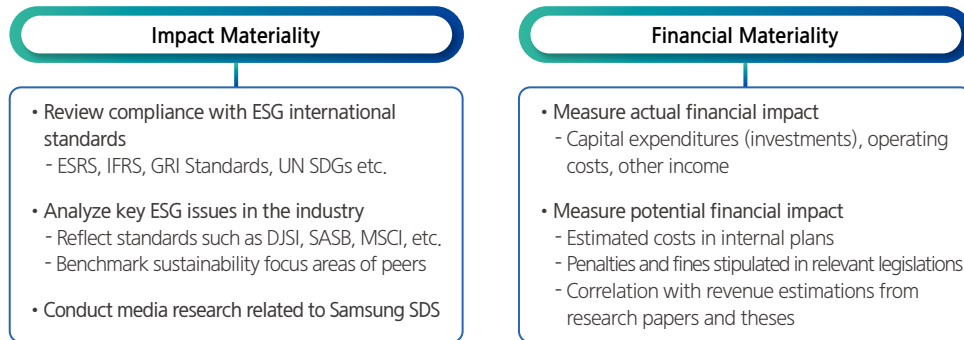 Impact Materiality
• Review compliance with ESG international
standards
- ESRS, IFRS, GRI Standards, UN SDGs etc.
• Analyze key ESG issues in the industry
- Reflect standards such as DJSI, SASB, MSCI, etc.
- Benchmark sustainability focus areas of peers
• Conduct media research related to Samsung SDS
Financial Materiality
• Measure actual financial impact
- Capital expenditures (investments), operating
costs, other income
• Measure potential financial impact
- Estimated costs in internal plans
- Penalties and fines stipulated in relevant legislations
- Correlation with revenue estimations from
research papers and theses